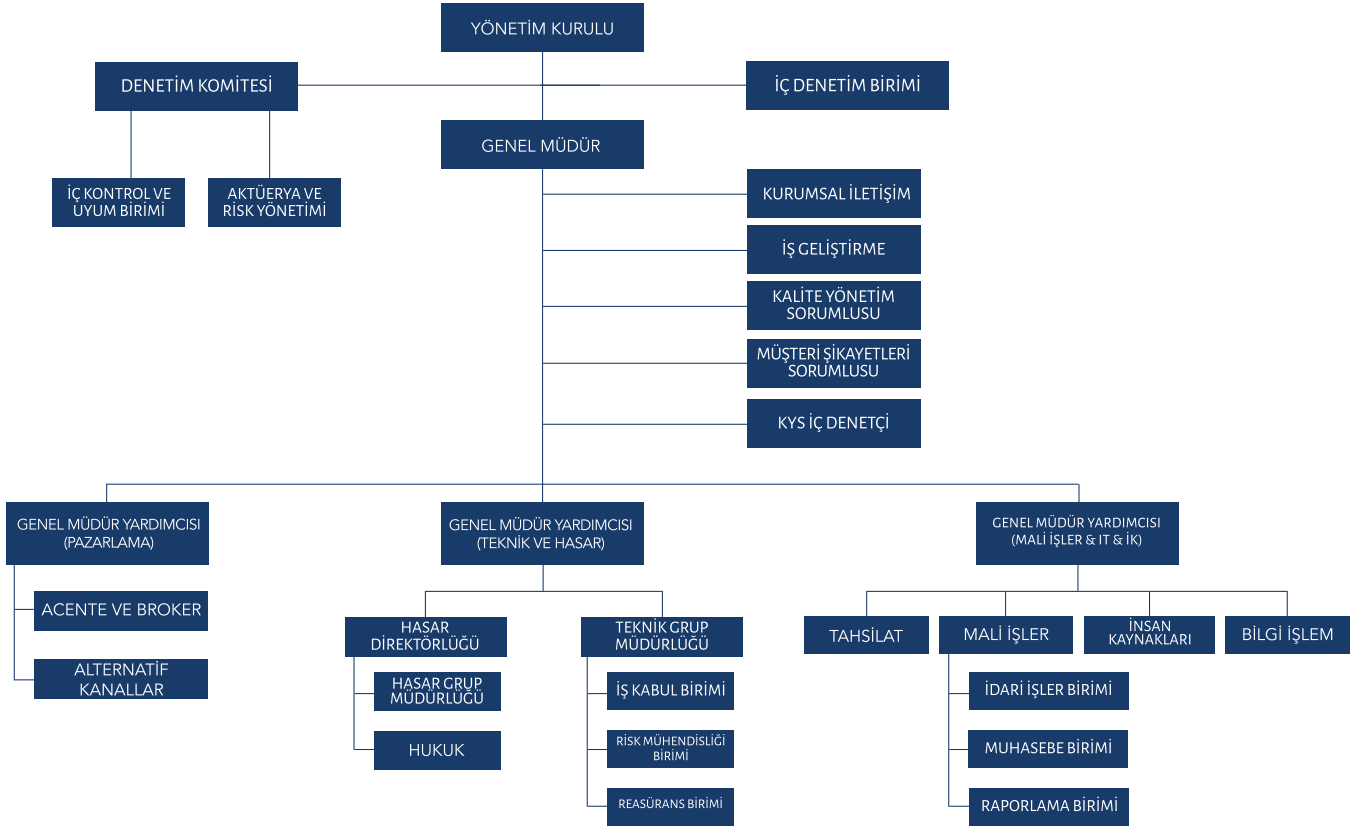 YÖNETİM KURULU
DENETİM KOMİTESİ
İÇ DENETİM BİRİMİ
GENEL MÜDÜR
İÇ KONTROL VE
UYUM BİRİMİ
AKTÜERYA VE
RİSK YÖNETİMİ
KURUMSAL İLETİŞİM
İŞ GELİŞTİRME
KALİTE YÖNETİM
SORUMLUSU
MÜŞTERİ ŞİKAYETLERİ
SORUMLUSU
KYS İÇ DENETÇİ
GENEL MÜDÜR YARDIMCISI
(PAZARLAMA)
GENEL MÜDÜR YARDIMCISI
(TEKNİK VE HASAR)
GENEL MÜDÜR YARDIMCISI
(MALİ İŞLER & IT & İK)
ACENTE VE BROKER
ALTERNATİF
KANALLAR
HASAR
DİREKTÖRLÜĞÜ
HASAR GRUP
MÜDÜRLÜĞÜ
HUKUK
TEKNİK GRUP
MÜDÜRLÜĞÜ
İŞ KABUL BİRİMİ
RİSK MÜHENDİSLİĞİ
BİRİMİ
REASÜRANS BİRİMİ
TAHSİLAT
MALİ İŞLER
İNSAN
KAYNAKLARI
BİLGİ İŞLEM
İDARİ İŞLER BİRİMİ
MUHASEBE BİRİMİ
RAPORLAMA BİRİMİ